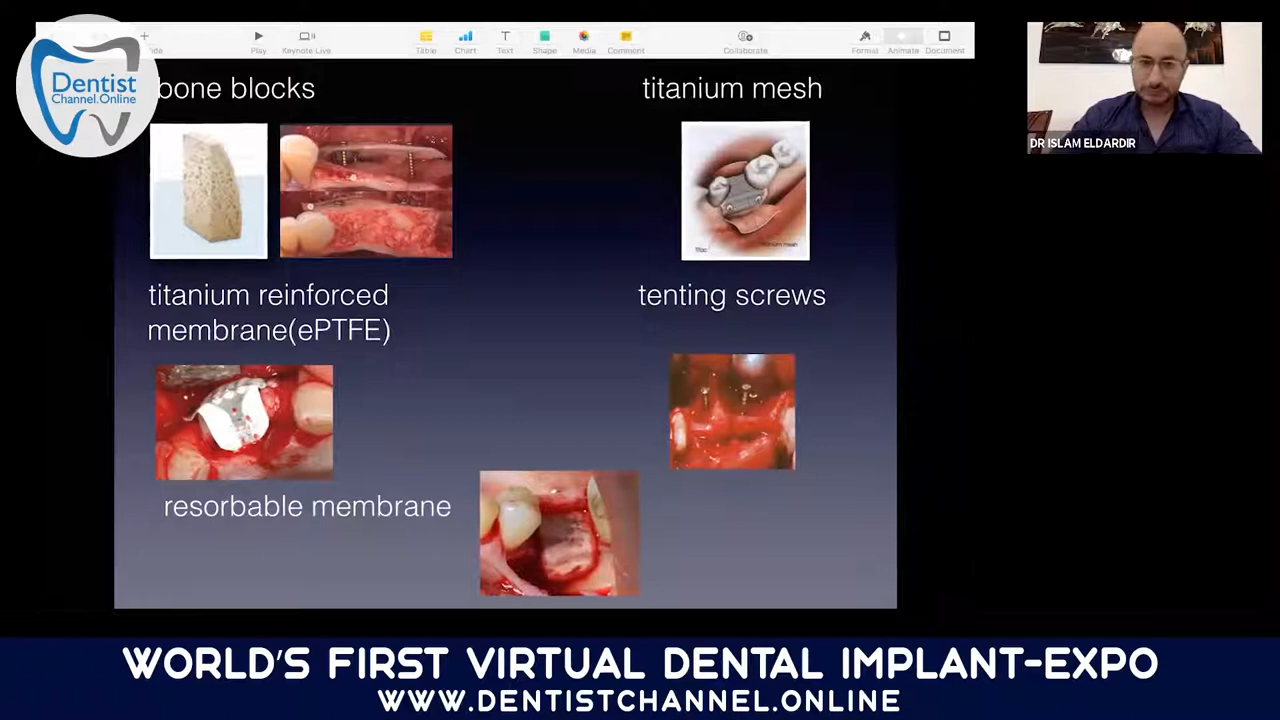 Play
Keynote Live
Table
Chart
Text
Shape
Media
Comment
Collaborate
Format
Animate
Document
Dentist
Channel.Online
bone blocks
titanium mesh
DR ISLAM ELDARDIR
titanium mesh
titanium reinforced
membrane(ePTFE)
tenting screws
resorbable membrane
WORLD'S FIRST VIRTUAL DENTAL IMPLANT-EXPO
WWW.DENTISTCHANNEL.ONLINE